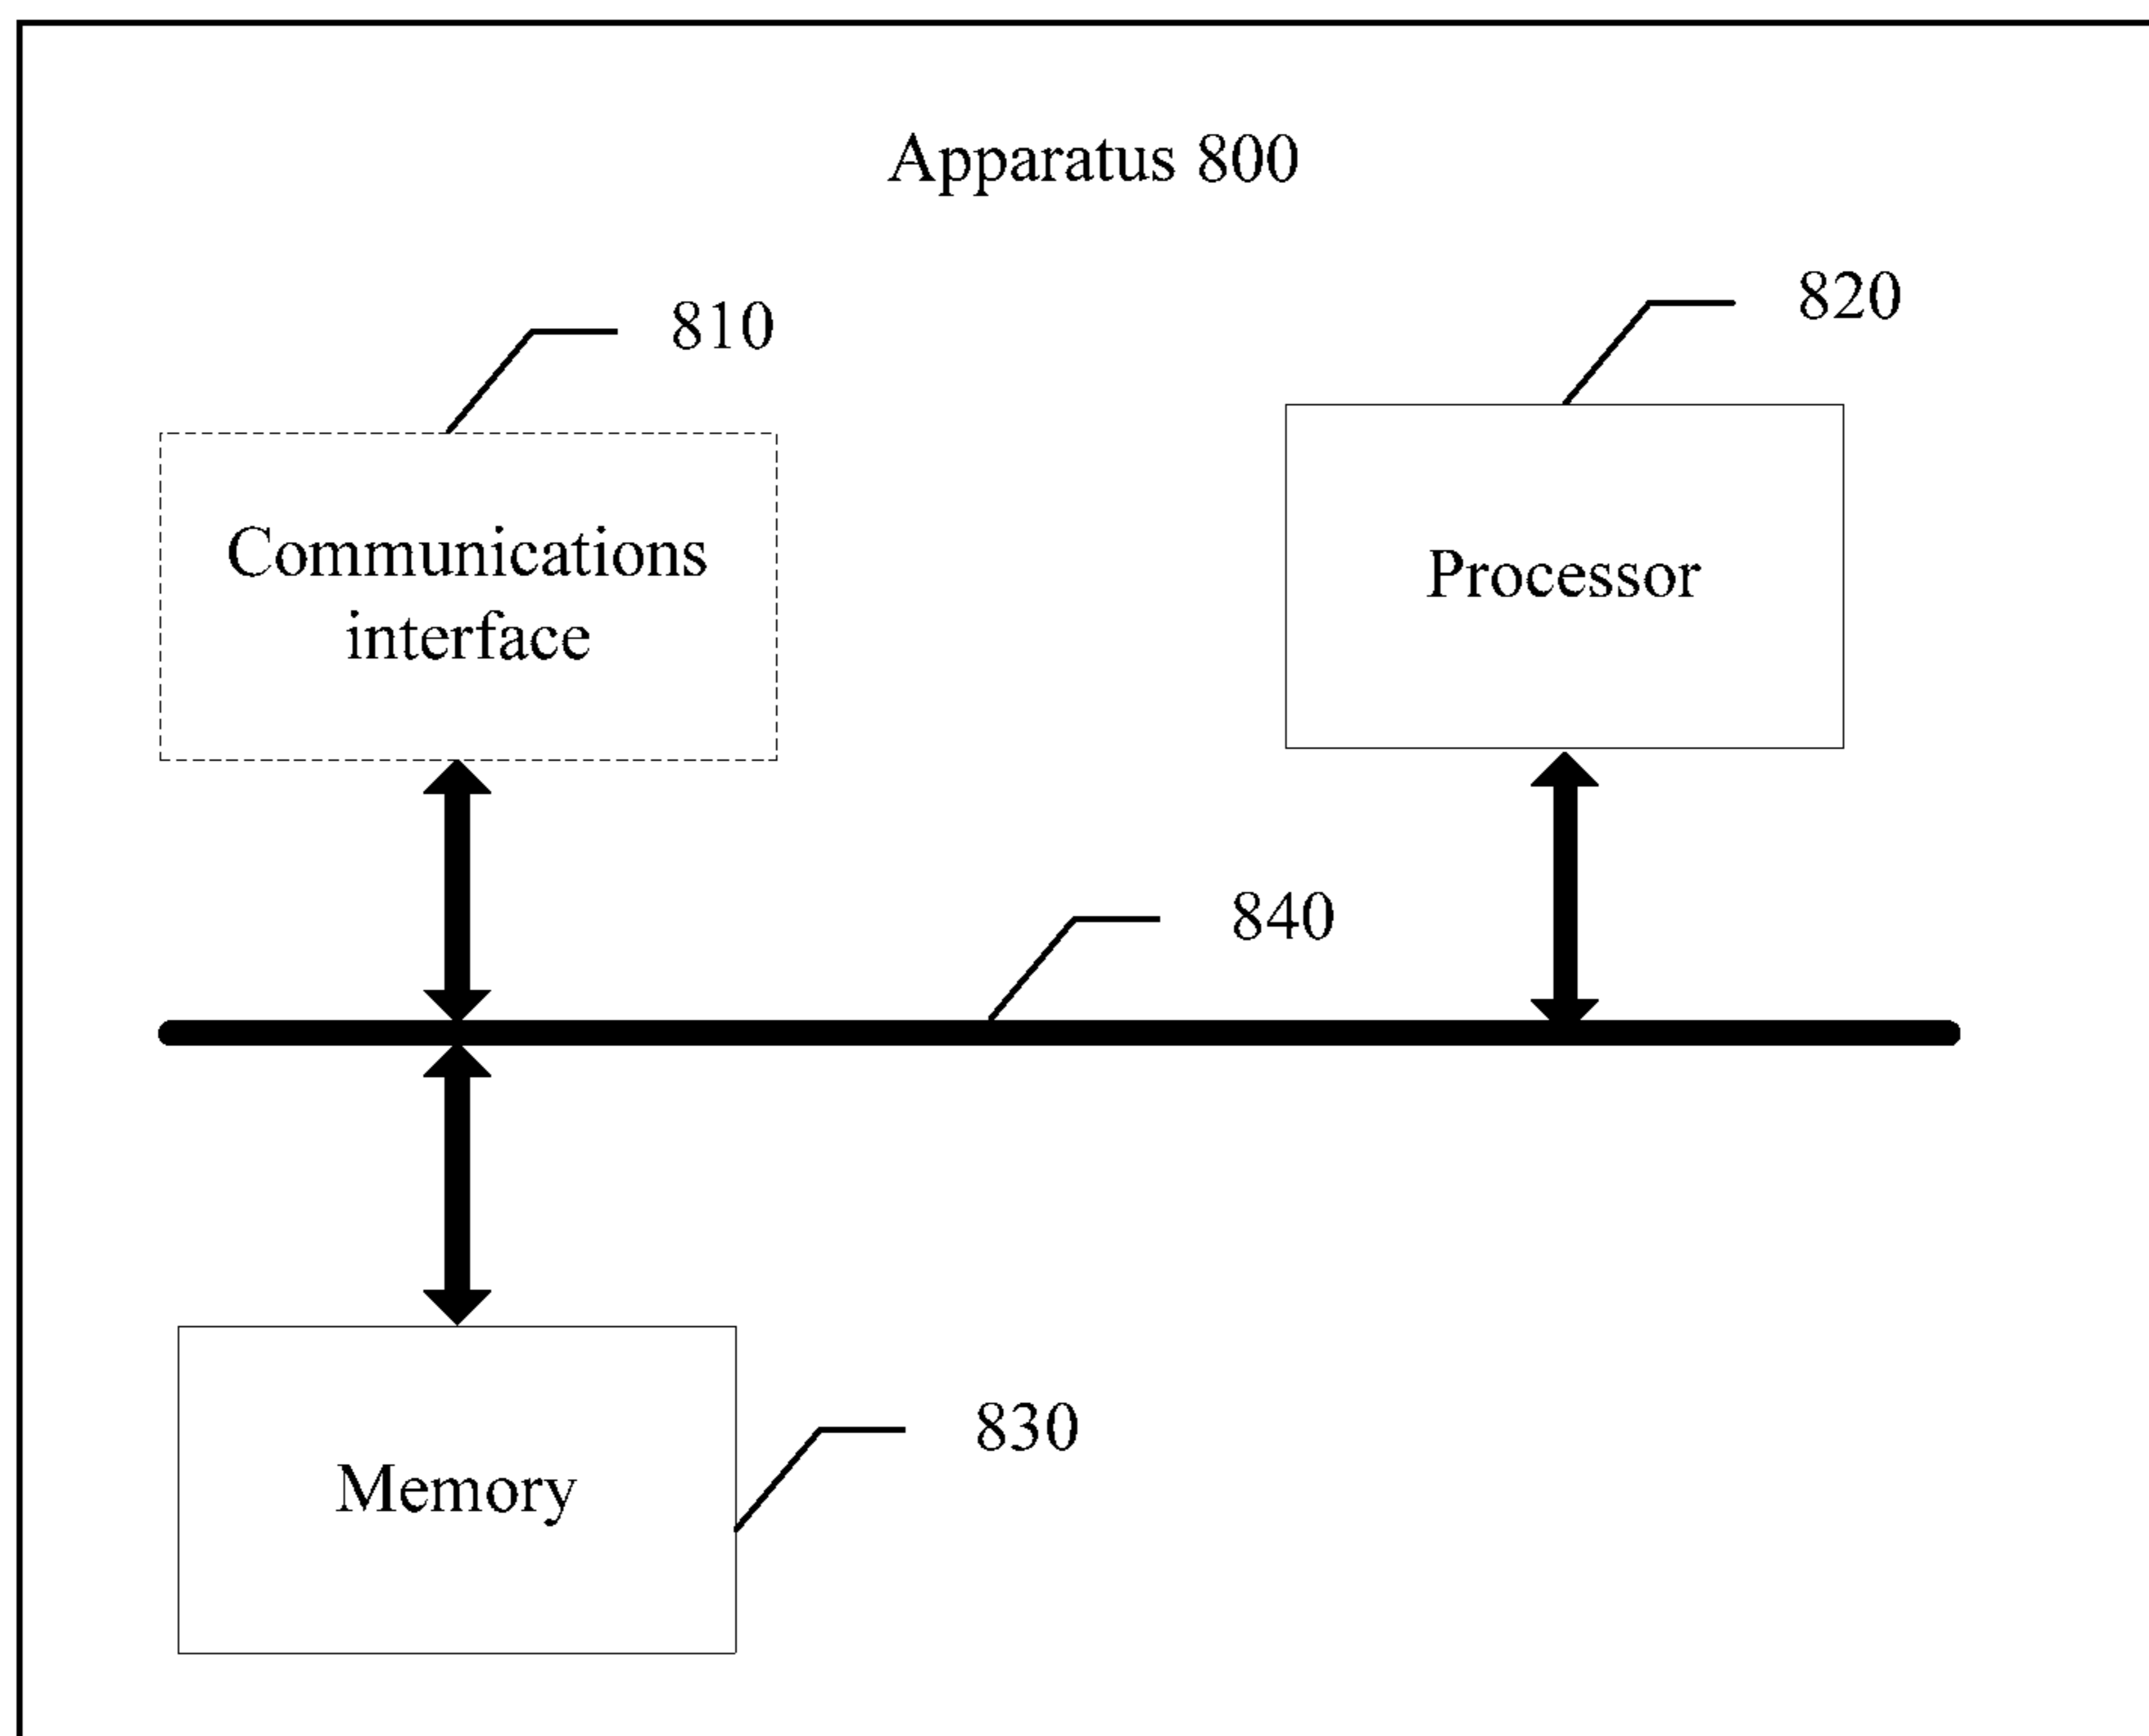 Apparatus 800
810
820
Communications
interface
Processor
840
830
Memory